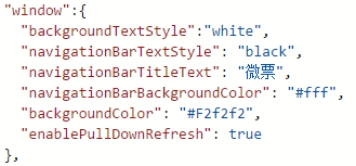 "window":{
"backgroundTextStyle":"white",
"navigationBarTextStyle": "black",
"navigationBarTitleText": "微票",
"navigationBarBackgroundColor": "#fff",
"backgroundColor": "#F2f2f2",
"enablePullDownRefresh": true
},